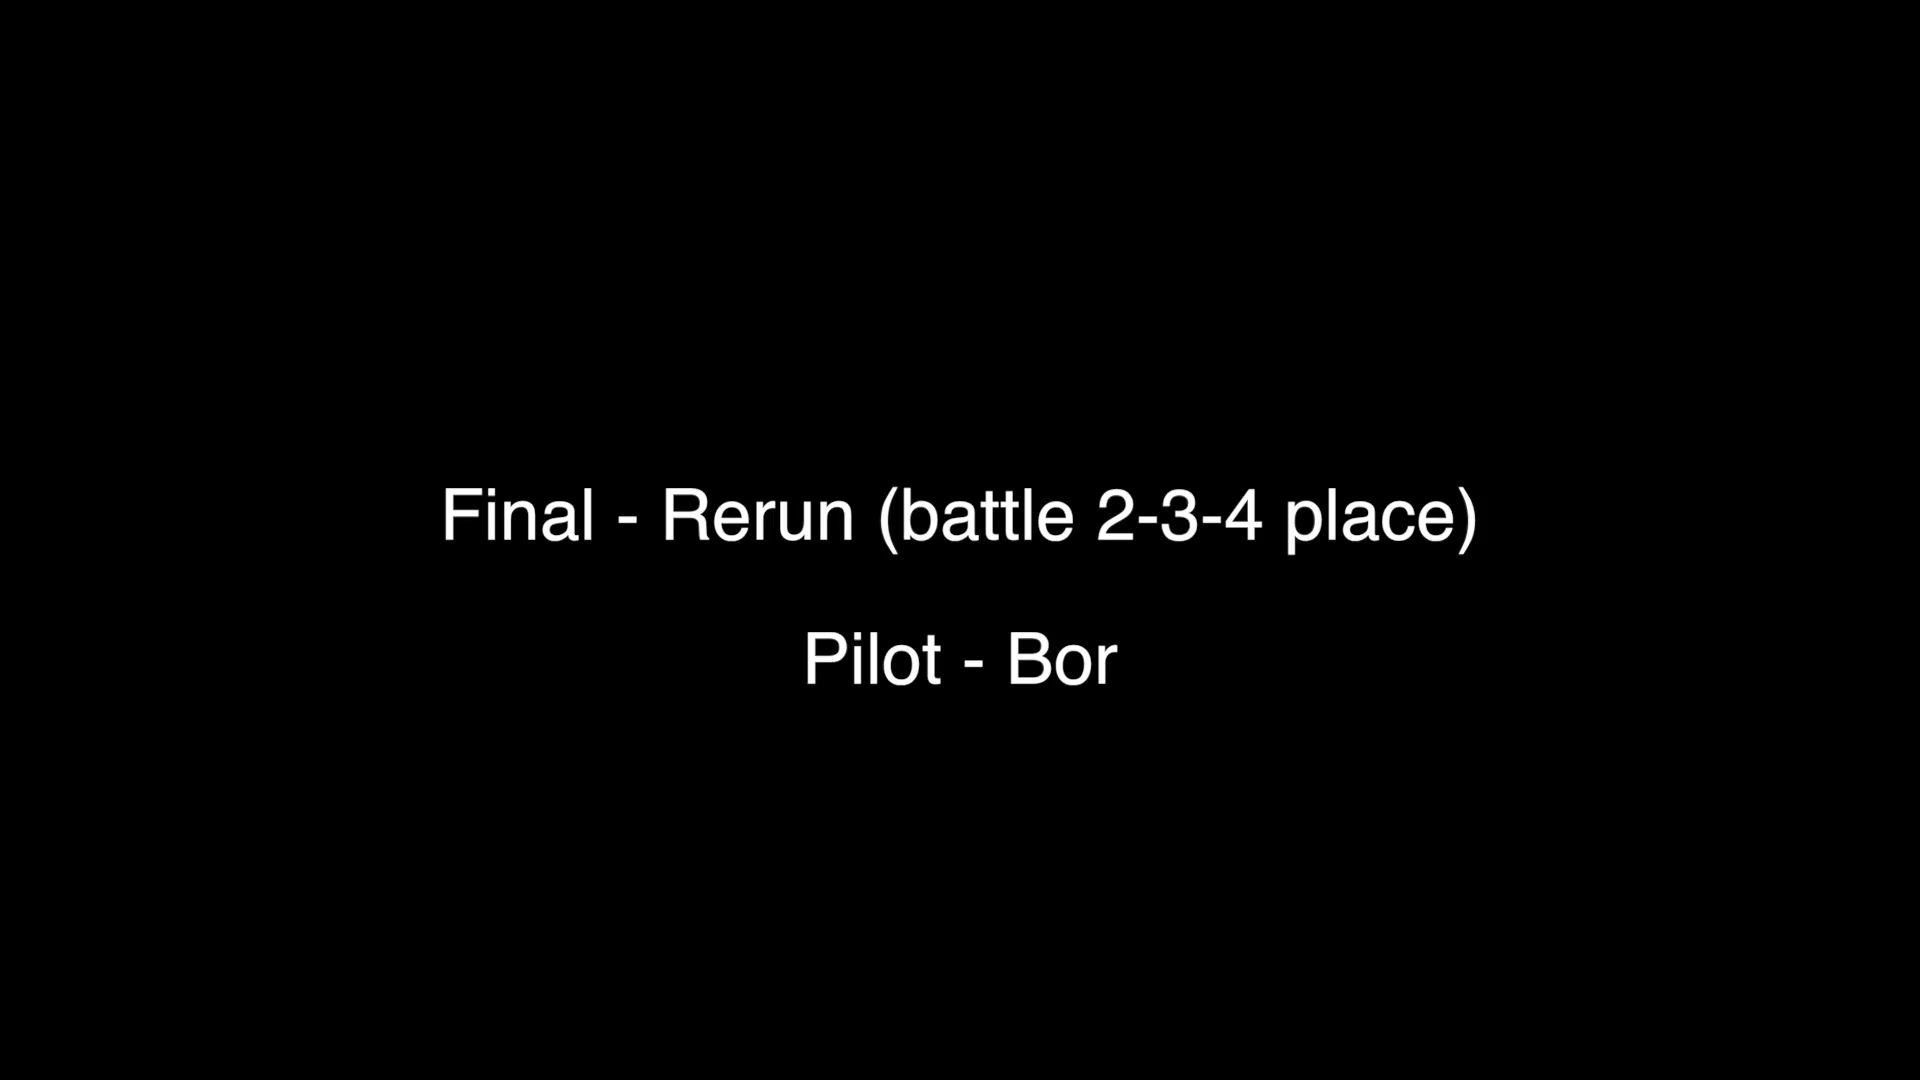 Final - Rerun (battle 2-3-4 place)
Pilot - Bor